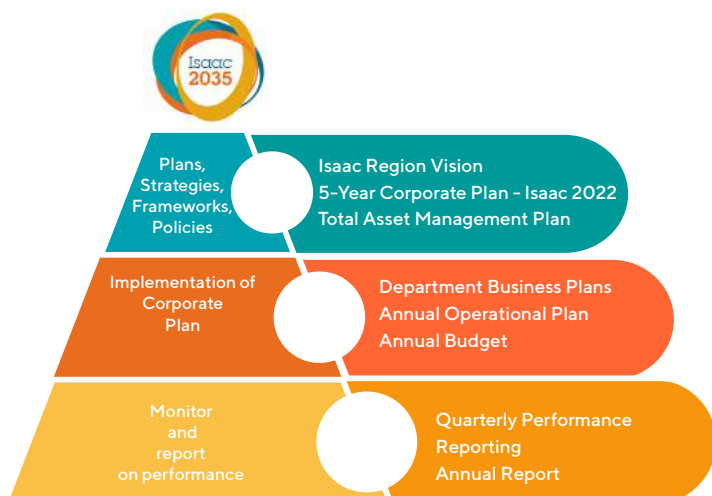 Isaac
2035
Plans,
Strategies,
Frameworks,
Policies
Isaac Region Vision
5-Year Corporate Plan - Isaac 2022
Total Asset Management Plan
Implementation of
Corporate
Plan
Department Business Plans
Annual Operational Plan
Annual Budget
Monitor
and
report
on performance
Quarterly Performance
Reporting
Annual Report